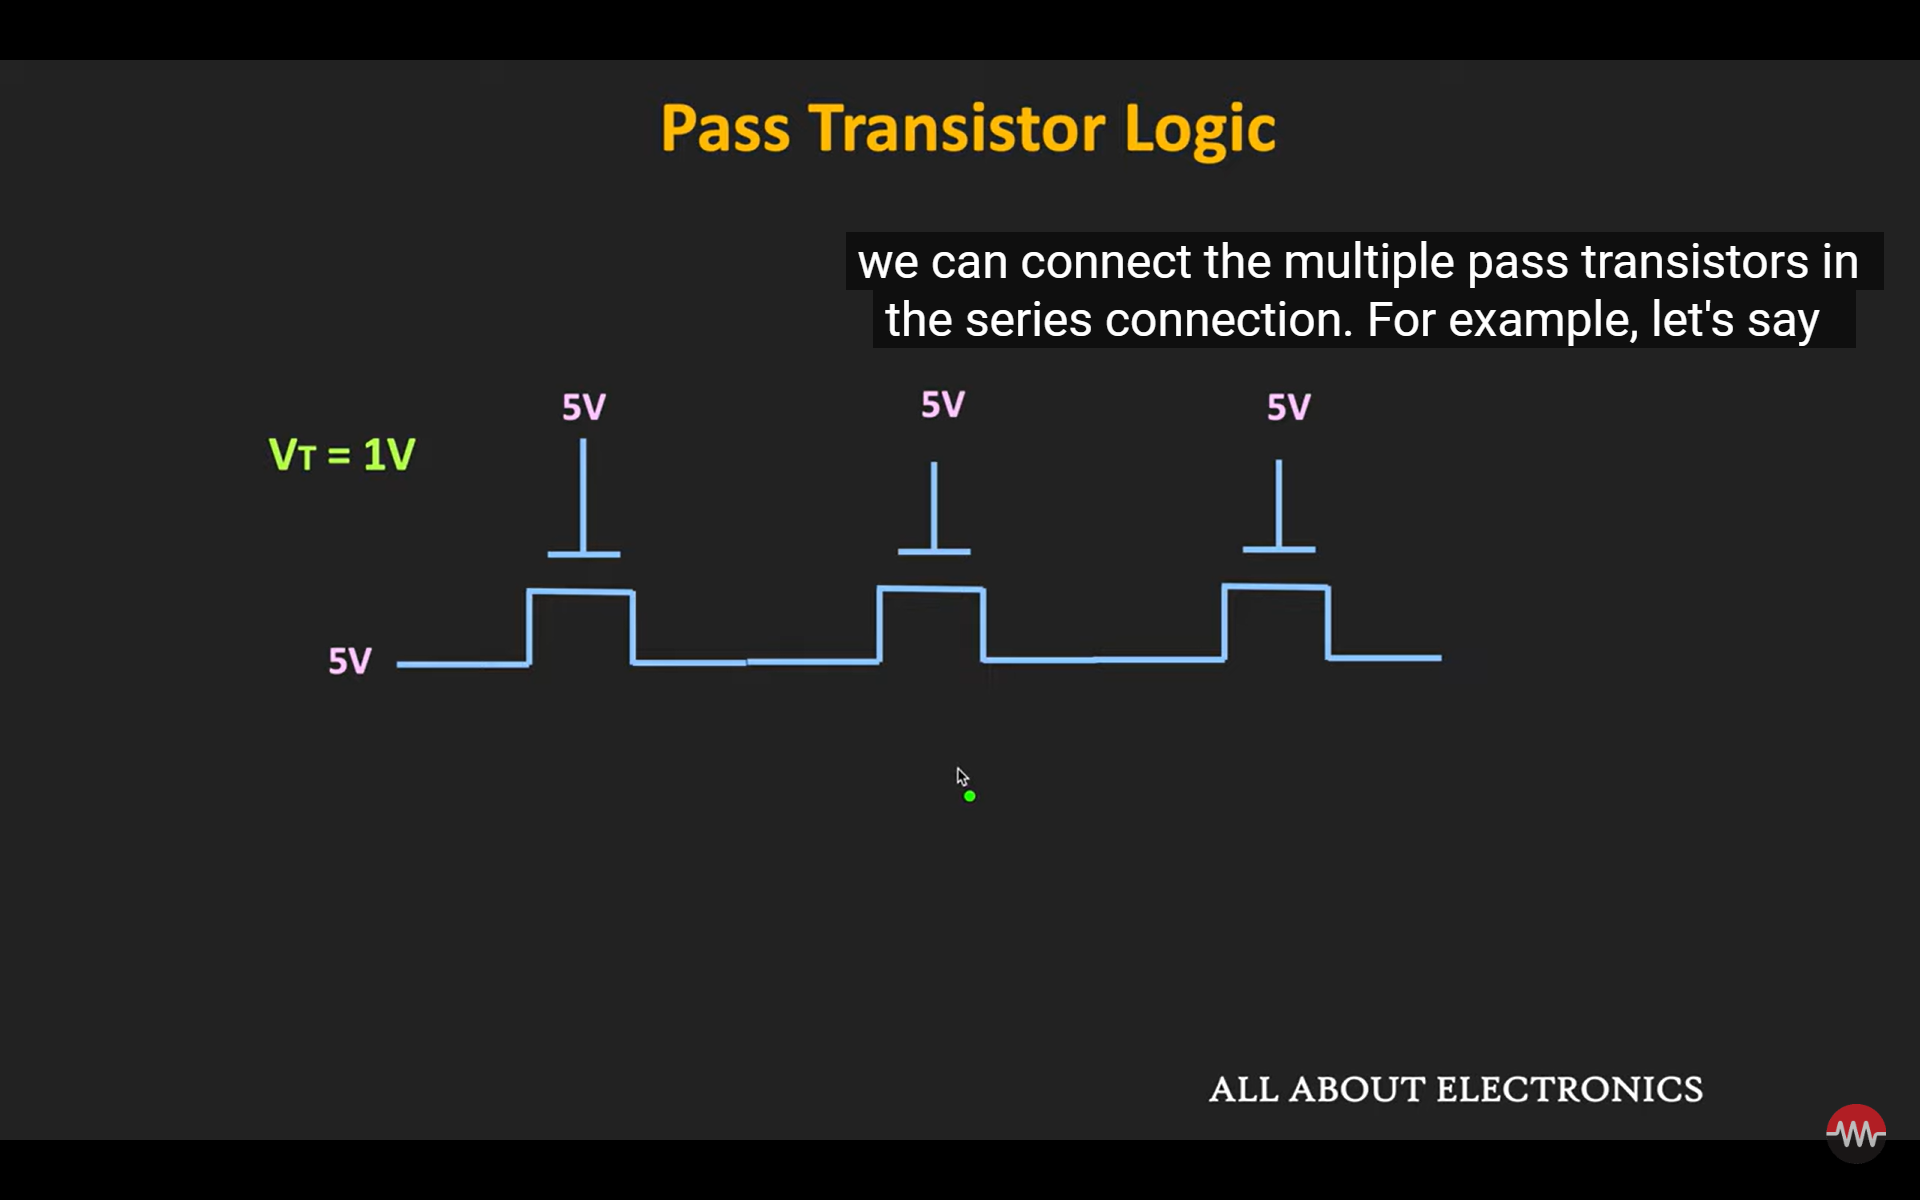 Pass Transistor Logic
we can connect the multiple pass transistors in
the series connection. For example, let's say
5V 5V 5V
VT = 1V
5V
ALL ABOUT ELECTRONICS